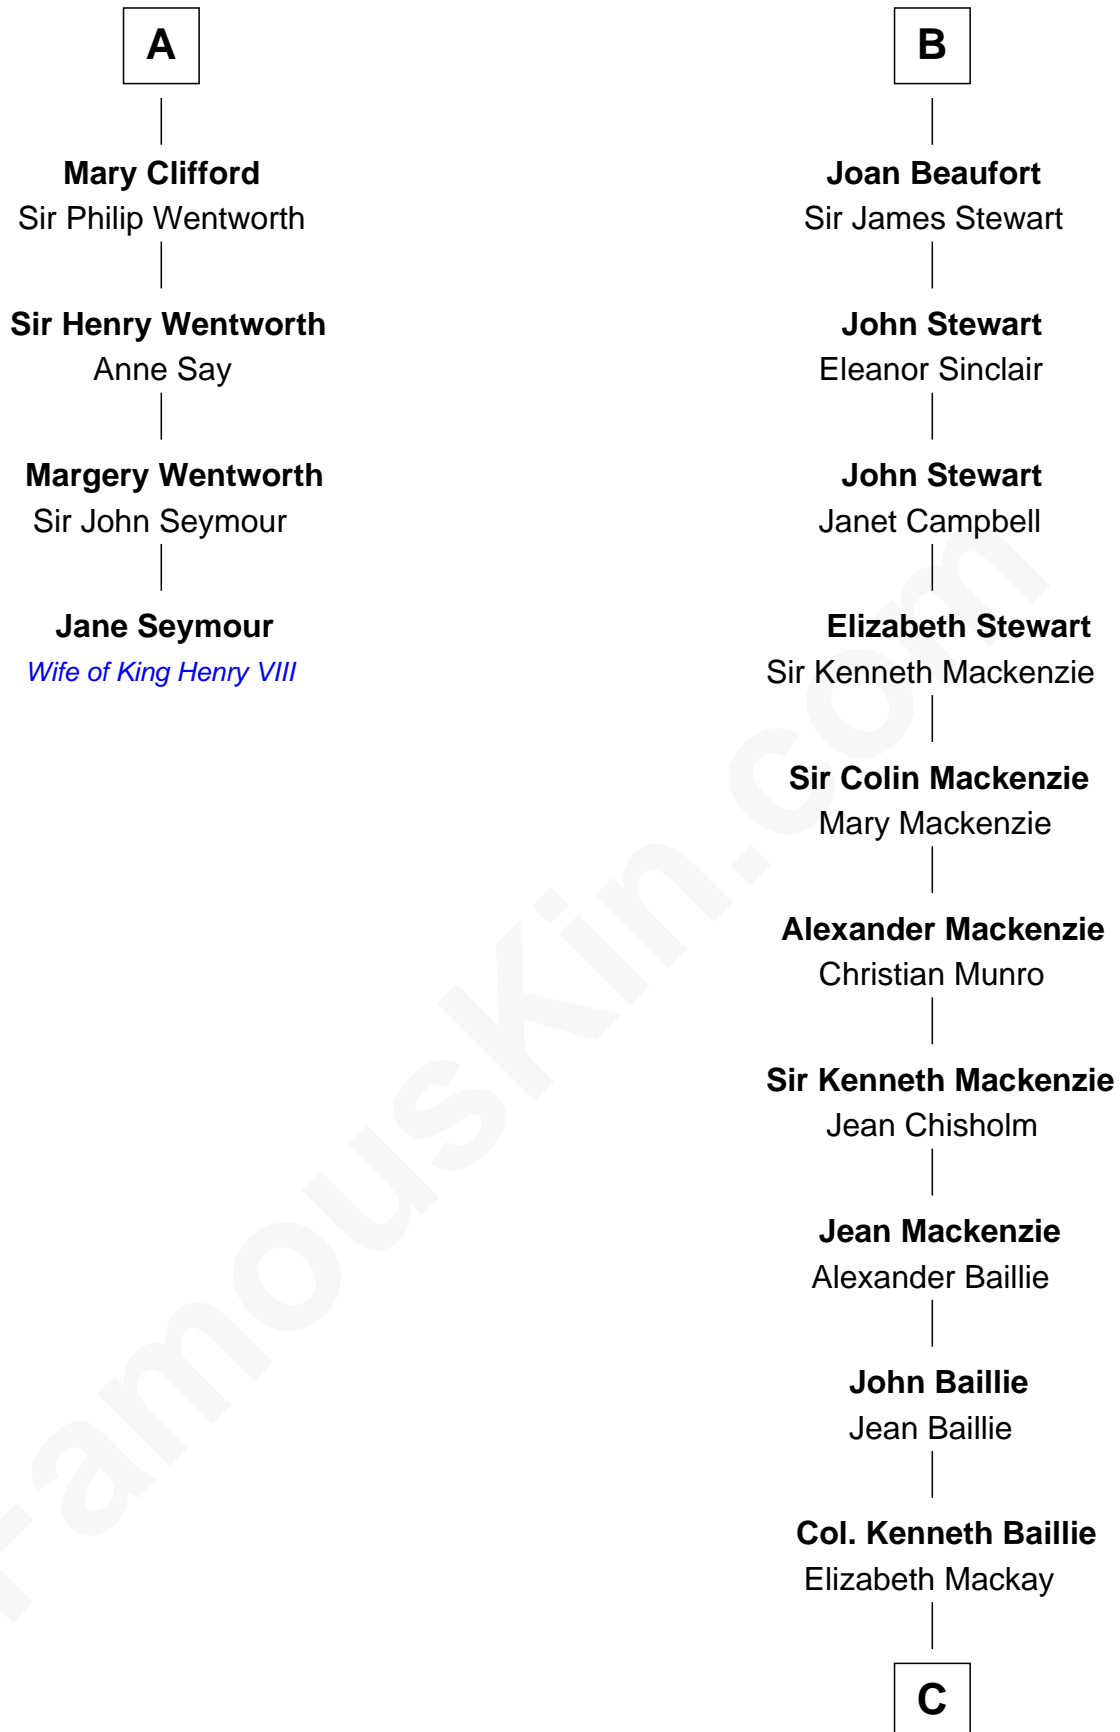 A
Mary Clifford
Sir Philip Wentworth
Sir Henry Wentworth
Anne Say
Margery Wentworth
Sir John Seymour
Jane Seymour
Wife of King Henry VIII
B
Joan Beaufort
Sir James Stewart
John Stewart
Eleanor Sinclair
John Stewart
Janet Campbell
Elizabeth Stewart
Sir Kenneth Mackenzie
Sir Colin Mackenzie
Mary Mackenzie
Alexander Mackenzie
Christian Munro
Sir Kenneth Mackenzie
Jean Chisholm
Jean Mackenzie
Alexander Baillie
John Baillie
Jean Baillie
Col. Kenneth Baillie
Elizabeth Mackay
C
FamousKin.com